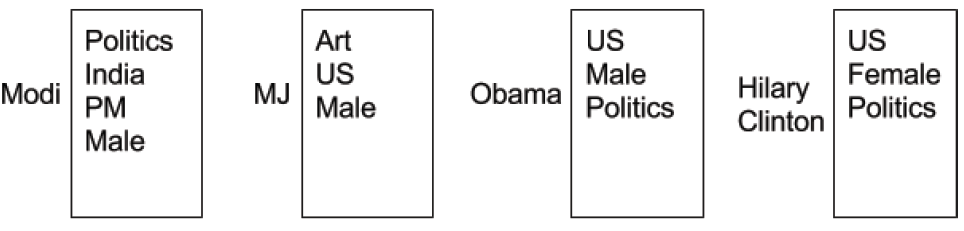 Modi
Politics
India
PM
Male
MJ
Art
US
Male
Obama
US
Male
Politics
Hilary
Clinton
US
Female
Politics